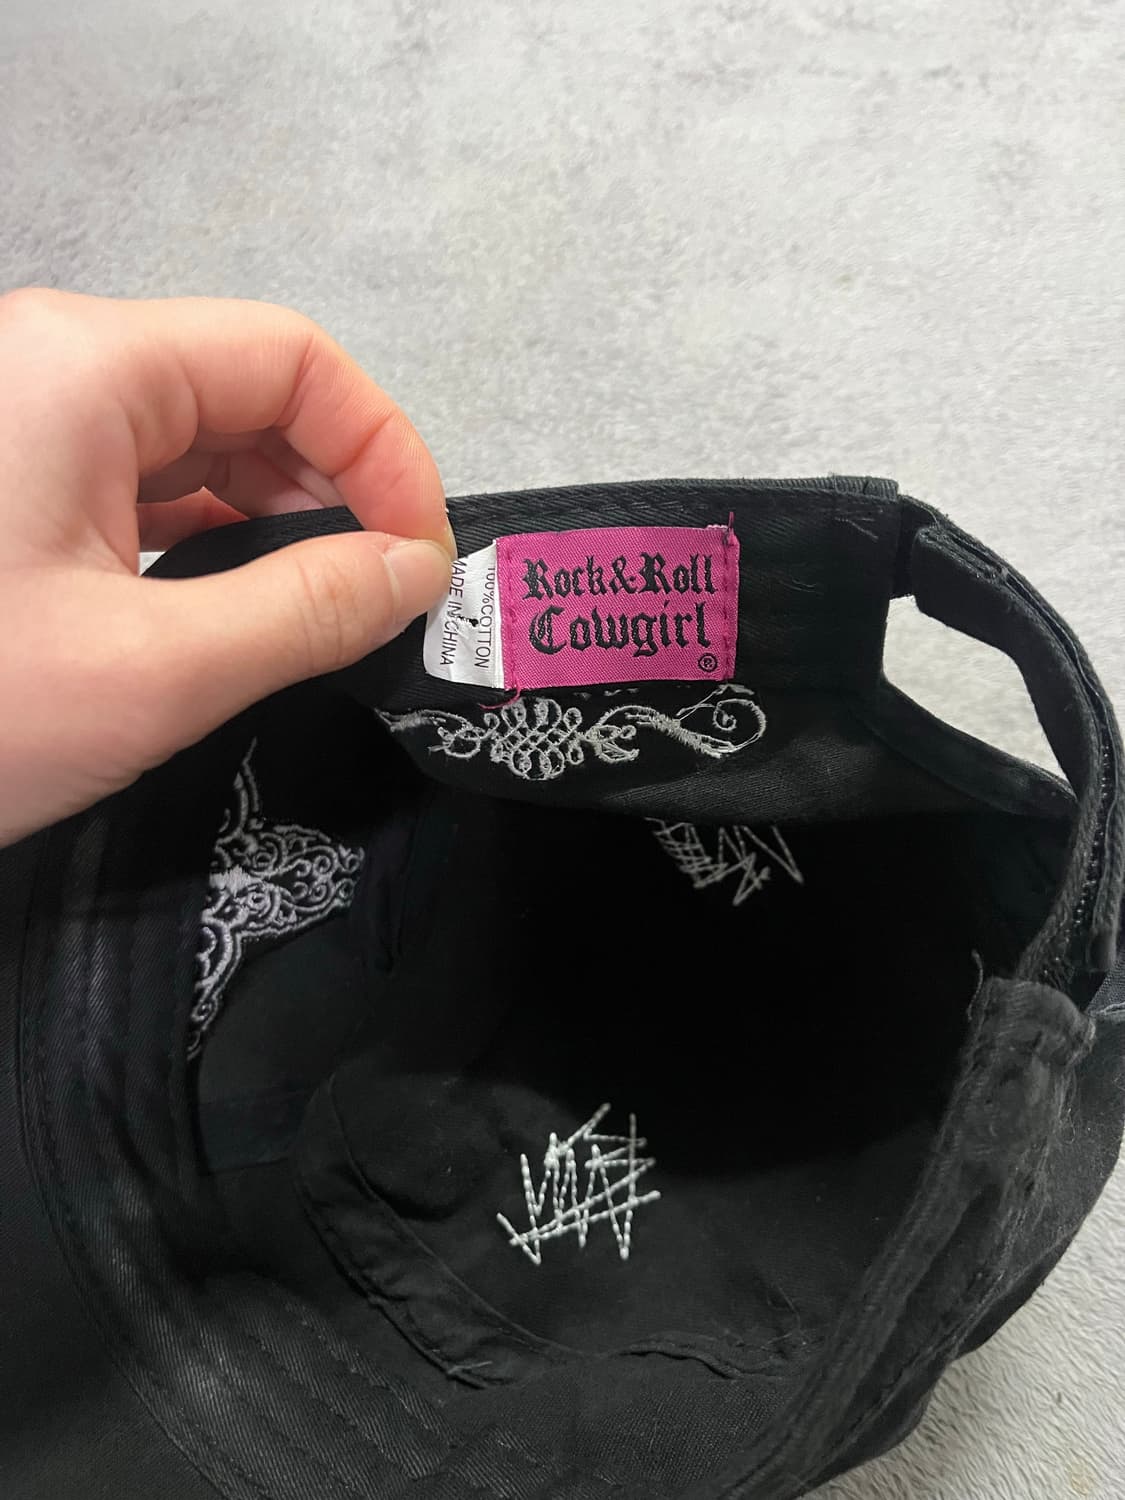 Rock&Roll
Cowgirl
®
100%COTTON
MADE IN CHINA